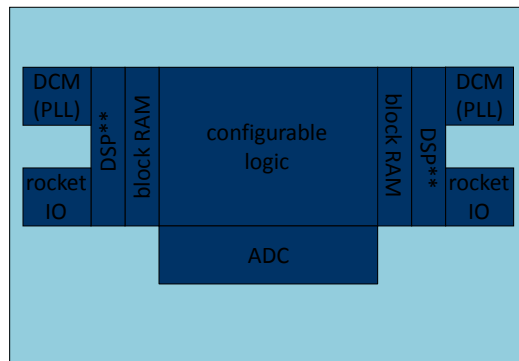 DCM
(PLL)
DSP**
block RAM
configurable
logic
block RAM
DSP**
DCM
(PLL)
rocket
IO
rocket
IO
ADC